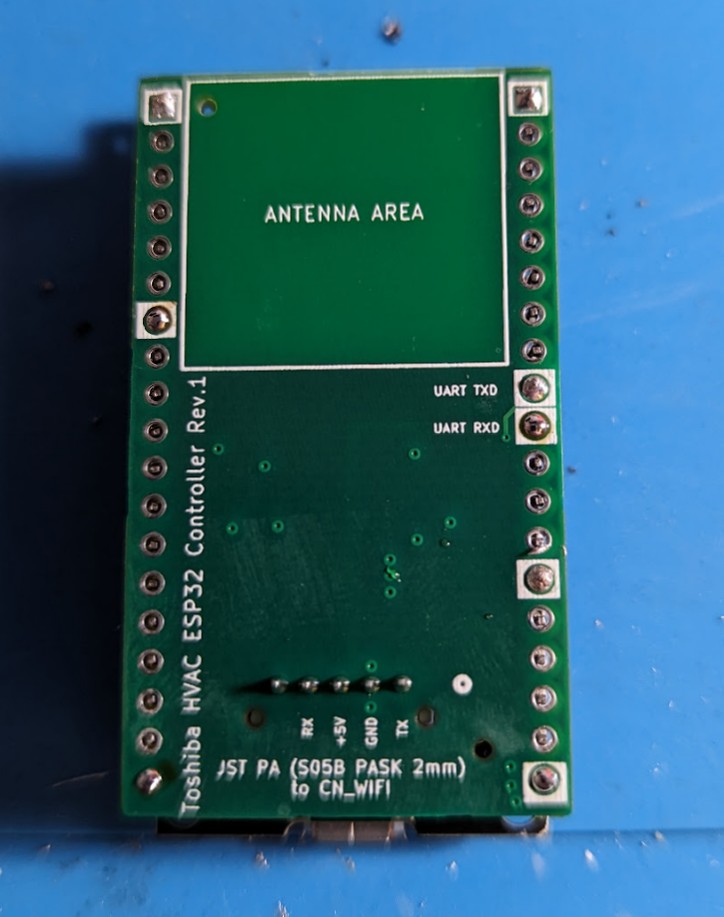 ANTENNA AREA
UART TXD
UART RXD
Toshiba HVAC ESP32 Controller Rev.1
RX
+5V
GND
TX
JST PA (S05B PASK 2mm)
to CN_WIFI